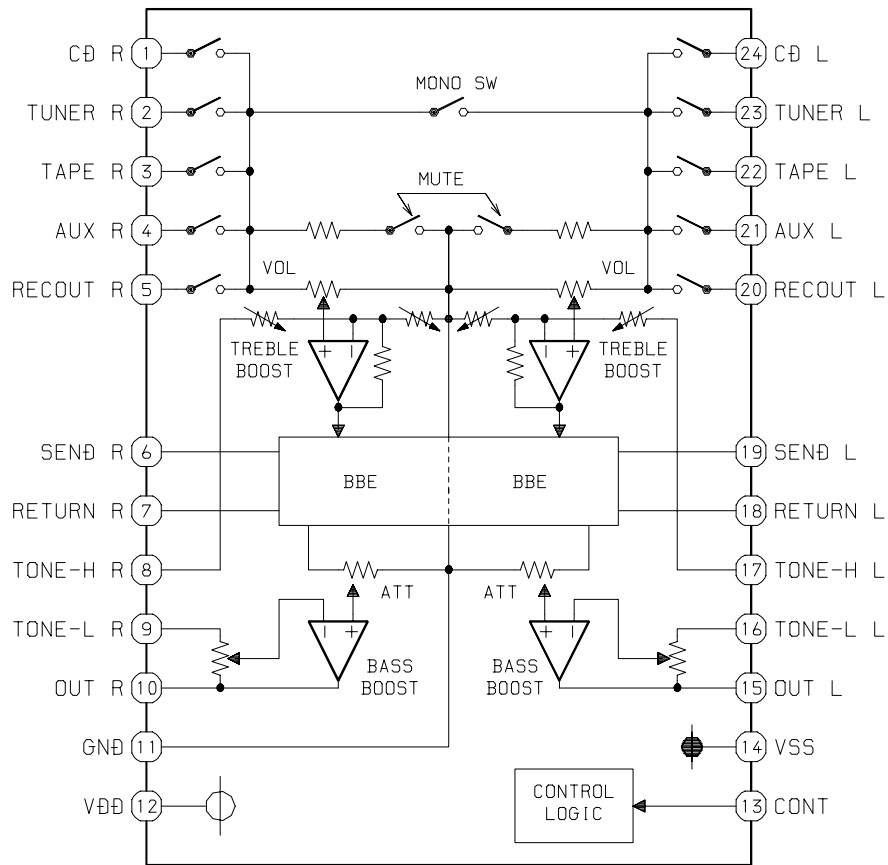 CD R 1 24 CD L
MONO SW
TUNER R 2 23 TUNER L
TAPE R 3 22 TAPE L
MUTE
AUX R 4 21 AUX L
VOL VOL
RECOUT R 5 20 RECOUT L
TREBLE BOOST + − − + TREBLE BOOST
SEND R 6 19 SEND L
BBE BBE
RETURN R 7 18 RETURN L
TONE-H R 8 17 TONE-H L
ATT ATT
TONE-L R 9 16 TONE-L L
− + + −
BASS BOOST BASS BOOST
OUT R 10 15 OUT L
GND 11 14 VSS
VDD 12 13 CONT
CONTROL LOGIC